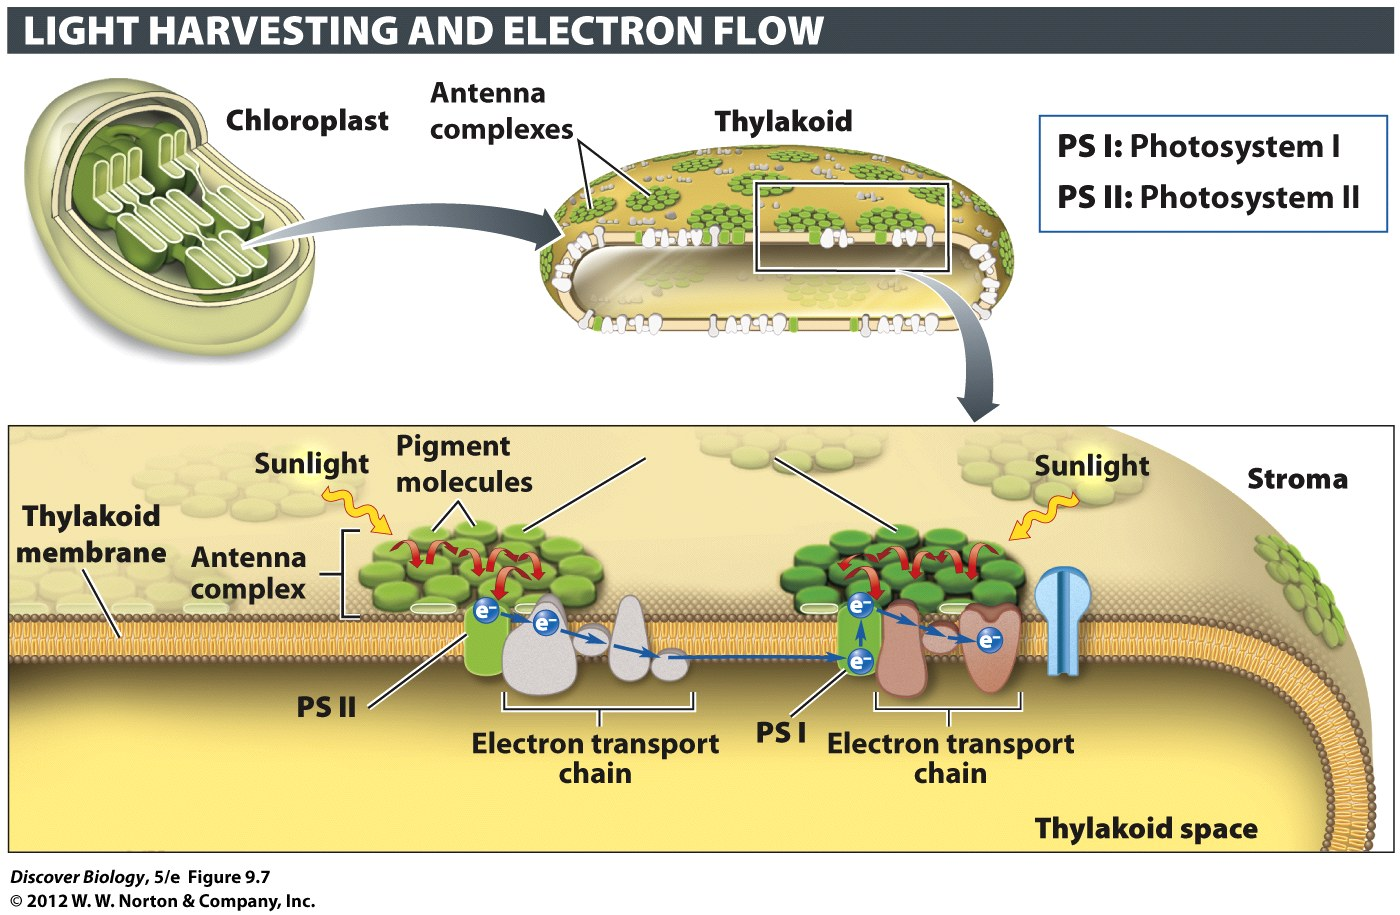 LIGHT HARVESTING AND ELECTRON FLOW
Chloroplast
Antenna
complexes
Thylakoid
PS I: Photosystem I
PS II: Photosystem II
Sunlight
Pigment
molecules
Sunlight
Stroma
Thylakoid
membrane
Antenna
complex
e⁻
e⁻
e⁻
e⁻
e⁻
PS II
PS I
Electron transport
chain
Electron transport
chain
Thylakoid space
Discover Biology, 5/e Figure 9.7
© 2012 W. W. Norton & Company, Inc.